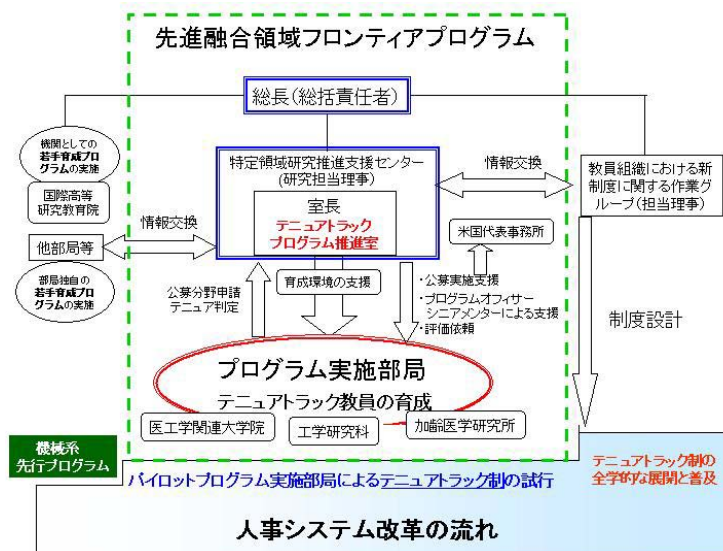 先進融合領域フロンティアプログラム
総長(総括責任者)
機関としての
若手育成プロ
グラムの実施
国際高等
研究教育院
情報交換
他部局等
部局独自の
若手育成プロ
グラムの実施
特定領域研究推進支援センター
(研究担当理事)
室長
テニュアトラック
プログラム推進室
情報交換
教員組織における新
制度に関する作業グ
ループ(担当理事)
米国代表事務所
公募分野申請
テニュア判定
育成環境の支援
・公募実施支援
・プログラムオフィサー
シニアメンターによる支援
・評価依頼
制度設計
プログラム実施部局
テニュアトラック教員の育成
医工学関連大学院
工学研究科
加齢医学研究所
機械系
先行プログラム
パイロットプログラム実施部局によるテニュアトラック制の試行
テニュアトラック制の
全学的な展開と普及
人事システム改革の流れ